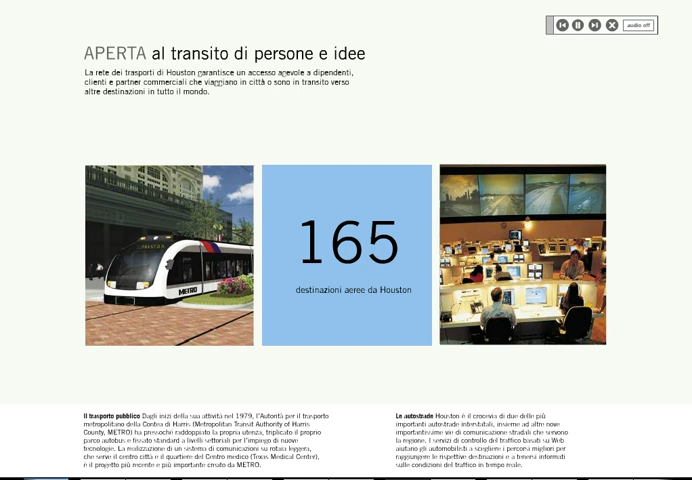 audio off
APERTA al transito di persone e idee
La rete dei trasporti di Houston garantisce un accesso agevole a dipendenti,
clienti e partner commerciali che viaggiano in città o sono in transito verso
altre destinazioni in tutto il mondo.
165
destinazioni aeree da Houston
METRO
Il trasporto pubblico Dagli inizi della sua attività nel 1979, l'Autorità per il trasporto
metropolitano della Contea di Harris (Metropolitan Transit Authority of Harris
County, METRO) ha pressoché raddoppiato la propria utenza, triplicato il proprio
parco autobus e fissato standard a livello settoriali per l'impiego di nuove
tecnologie. La realizzazione di un sistema di comunicazioni su rotaia leggera,
che serve il centro città e il quartiere del Centro medico (Texas Medical Center),
è il progetto più recente e più importante creato da METRO.
Le autostrade Houston è il crocevia di due delle più
importanti autostrade interstatali, insieme ad altre nove
importantissime vie di comunicazione stradali che servono
la regione. I servizi di controllo del traffico basati su Web
aiutano gli automobilisti a scegliere i percorsi migliori per
raggiungere le rispettive destinazioni e a tenersi informati
sulle condizioni del traffico in tempo reale.